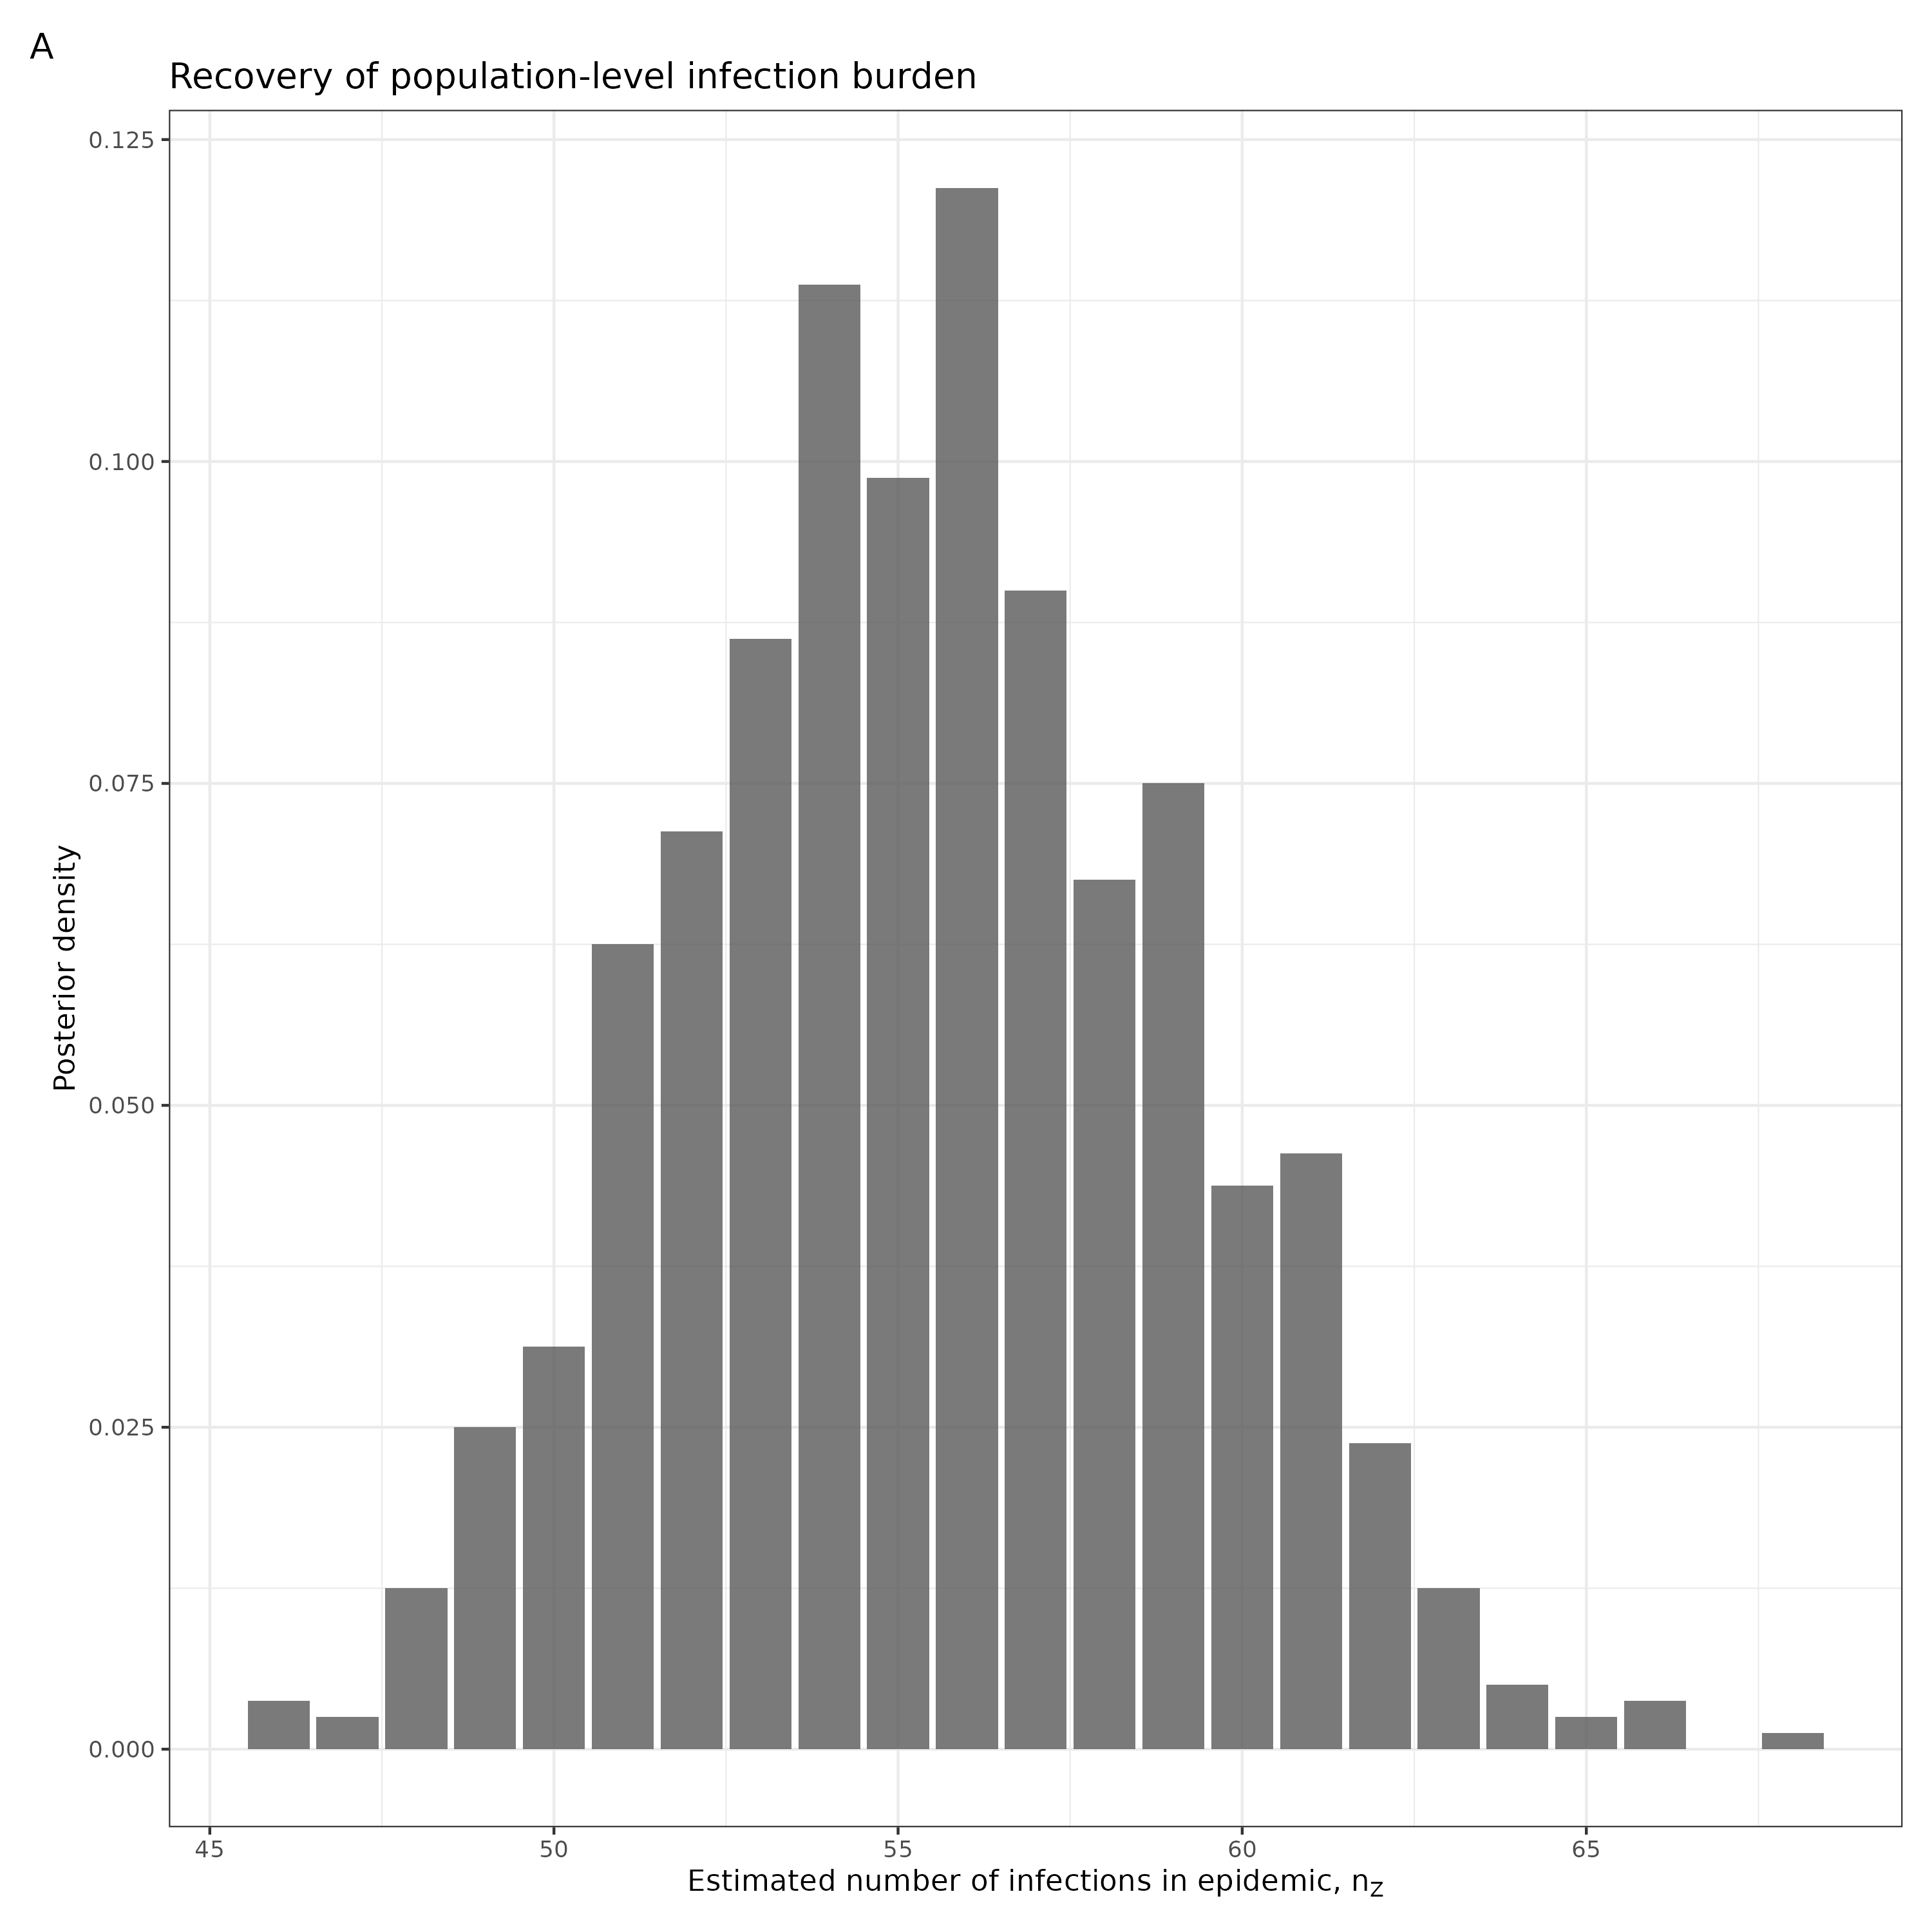 A
Recovery of population-level infection burden
0.125
0.100
0.075
0.050
0.025
0.000
Posterior density
45 50 55 60 65
Estimated number of infections in epidemic, nZ